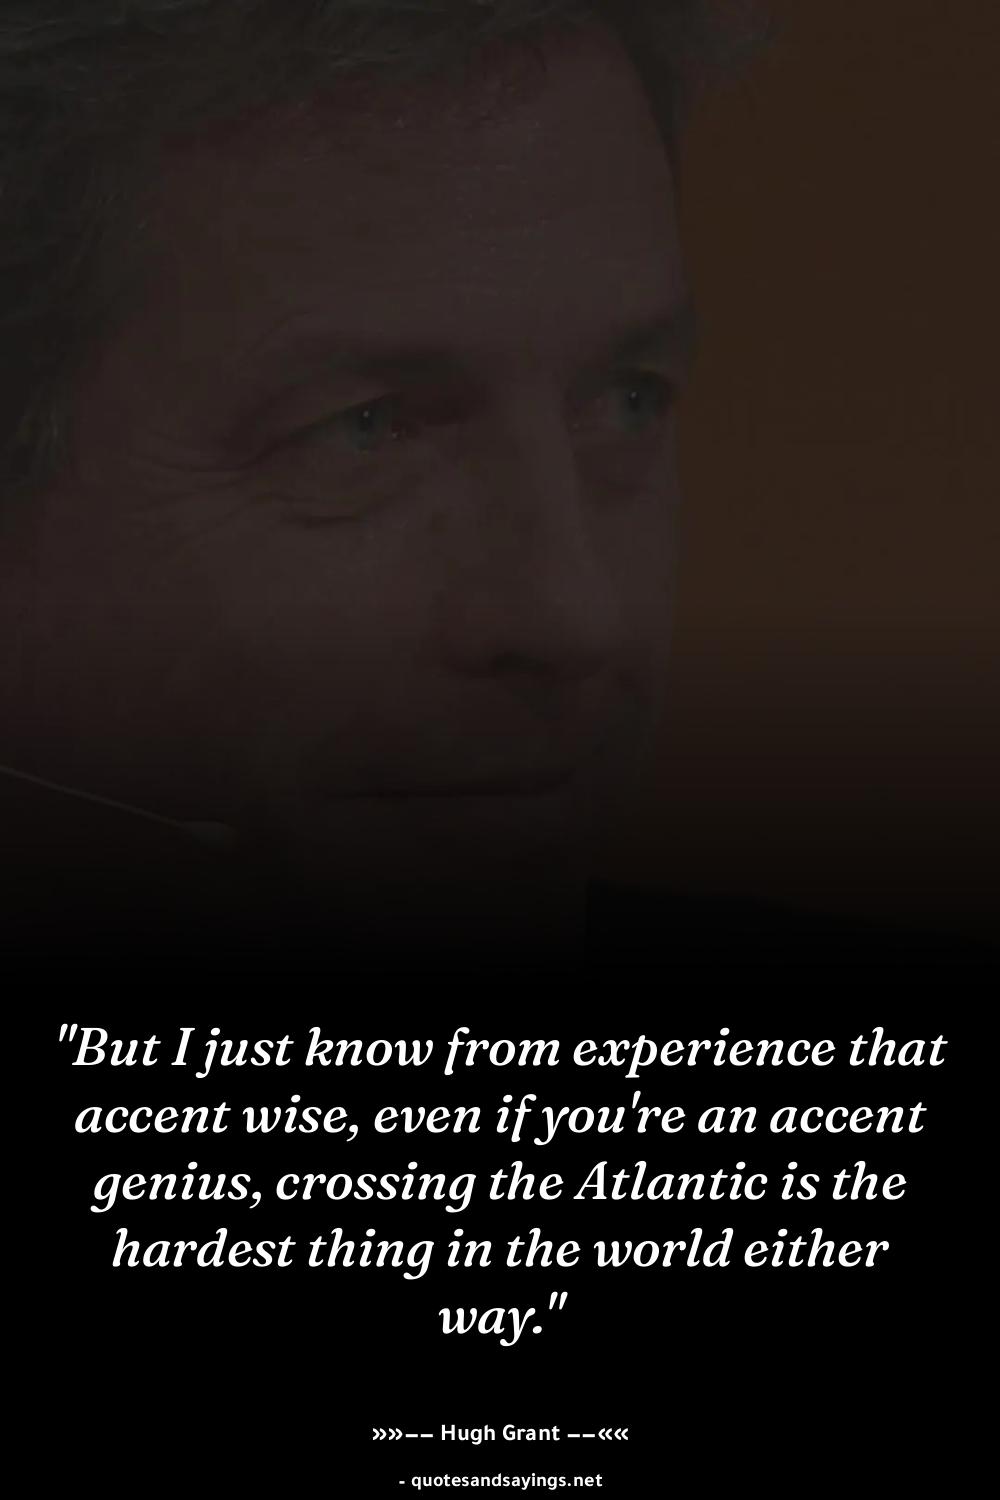 "But I just know from experience that
accent wise, even if you're an accent
genius, crossing the Atlantic is the
hardest thing in the world either
way."
»»–– Hugh Grant ––««
- quotesandsayings.net